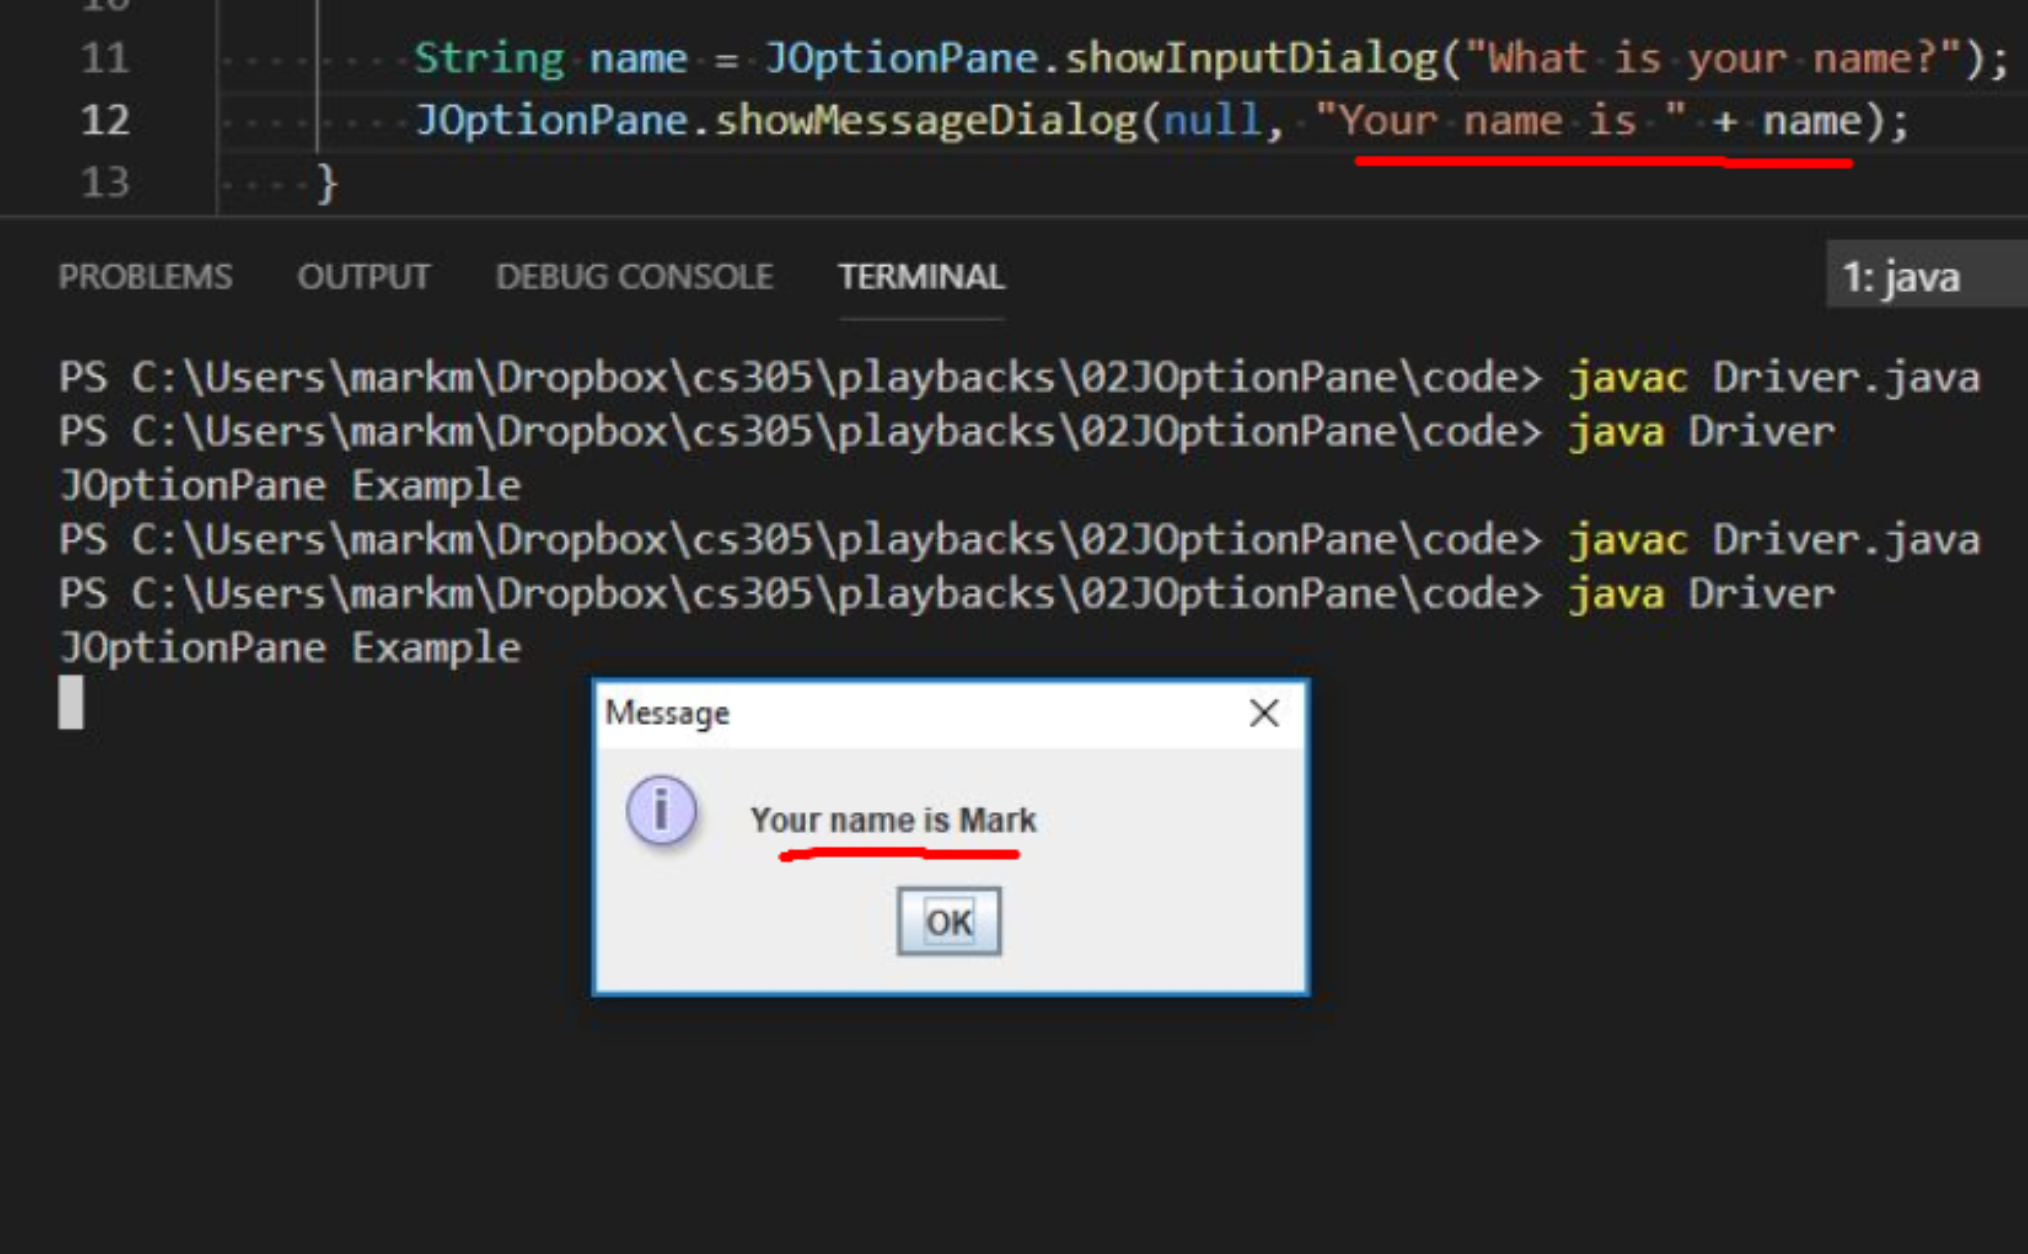 11 String name = JOptionPane.showInputDialog("What is your name?");
12 JOptionPane.showMessageDialog(null, "Your name is " + name);
13 }
PROBLEMS OUTPUT DEBUG CONSOLE TERMINAL 1: java
PS C:\Users\markm\Dropbox\cs305\playbacks\02JOptionPane\code> javac Driver.java
PS C:\Users\markm\Dropbox\cs305\playbacks\02JOptionPane\code> java Driver
JOptionPane Example
PS C:\Users\markm\Dropbox\cs305\playbacks\02JOptionPane\code> javac Driver.java
PS C:\Users\markm\Dropbox\cs305\playbacks\02JOptionPane\code> java Driver
JOptionPane Example
Message
Your name is Mark
OK